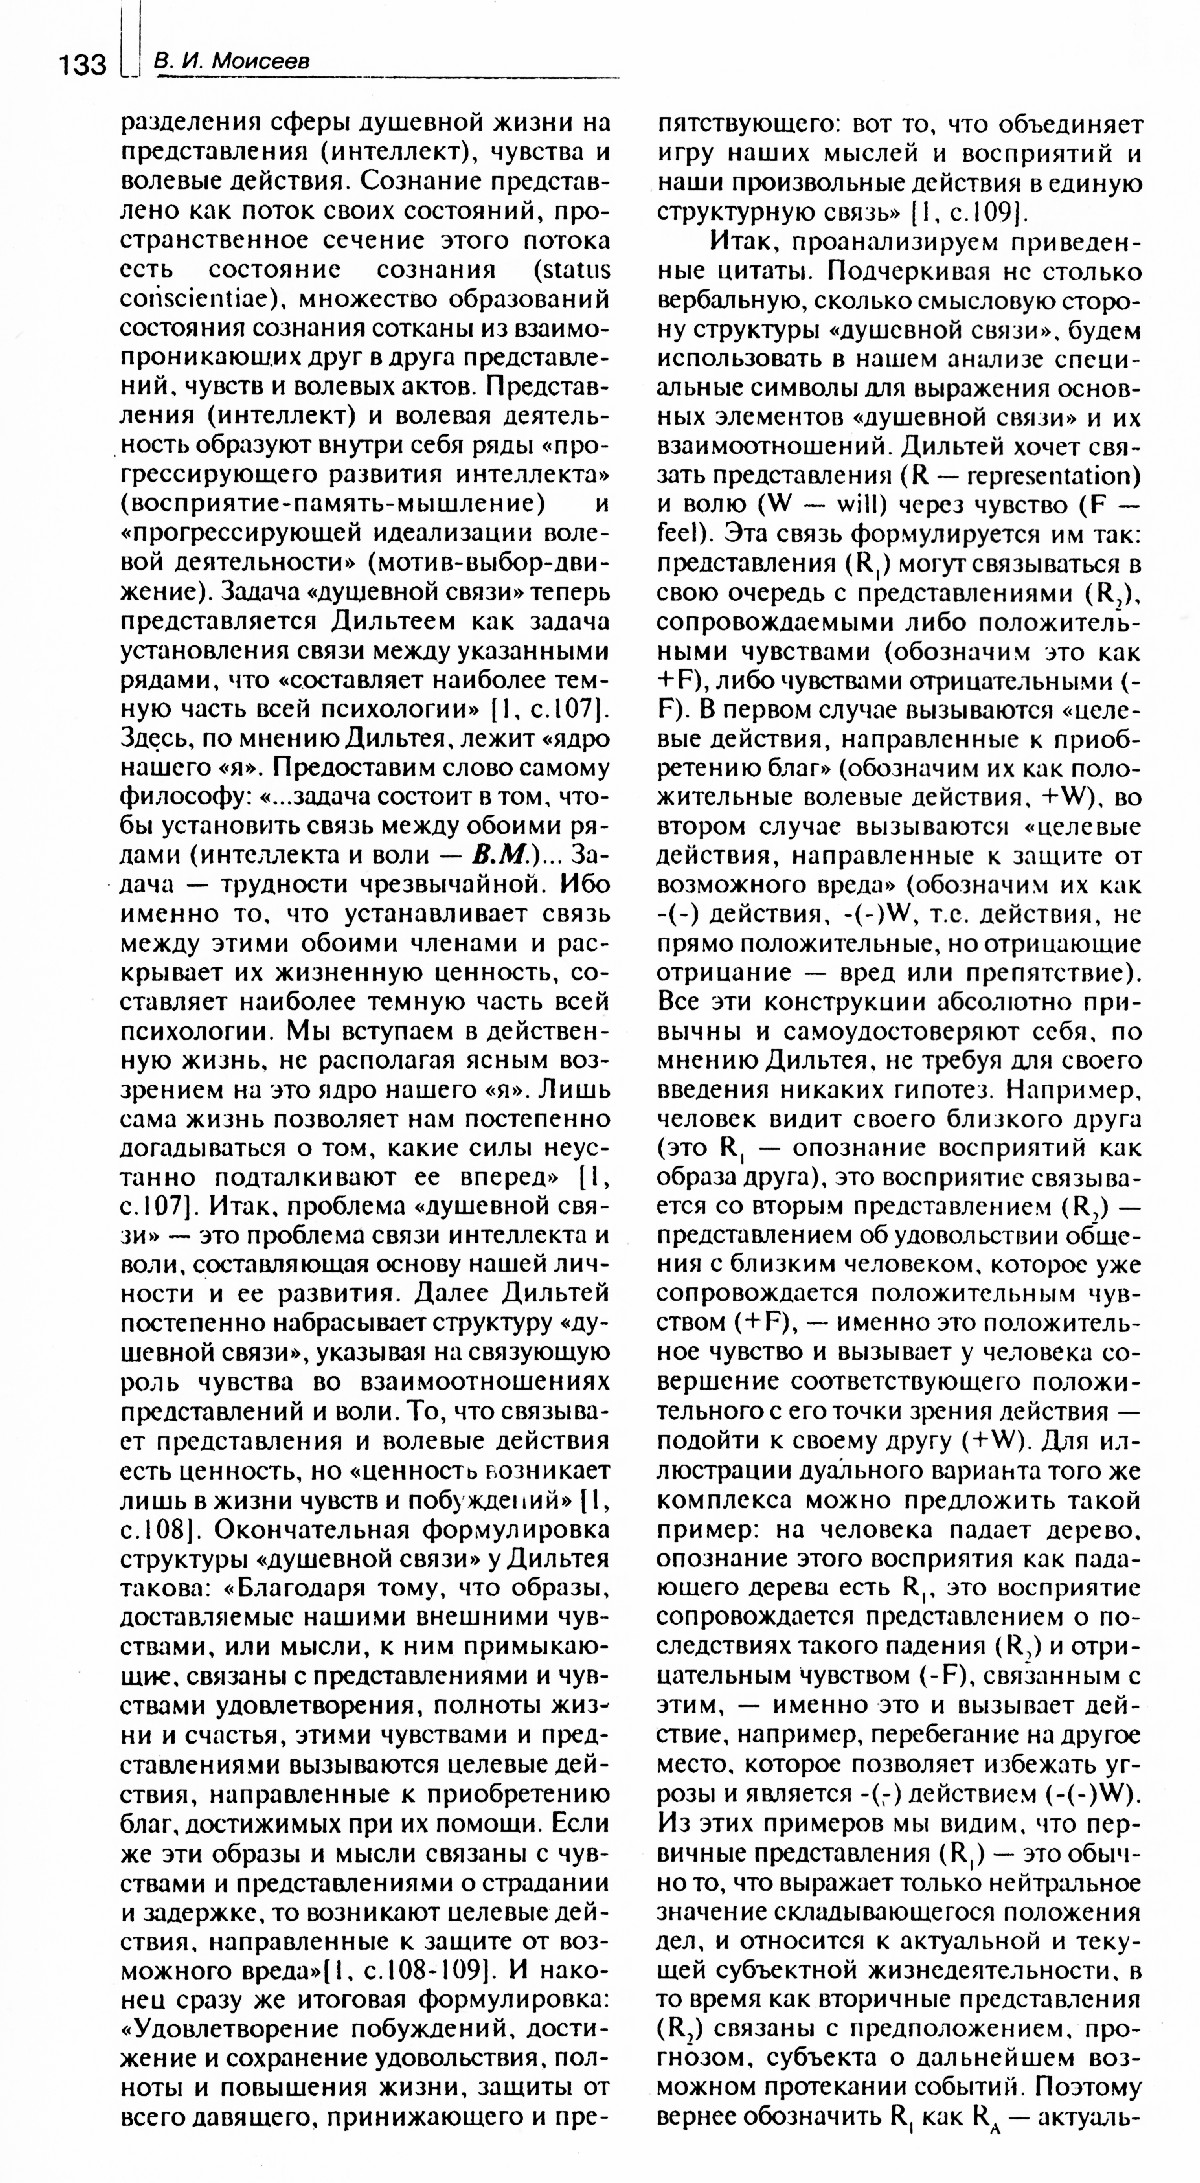 133
В. И. Моисеев
разделения сферы душевной жизни на
представления (интеллект), чувства и
волевые действия. Сознание представ-
лено как поток своих состояний, про-
странственное сечение этого потока
есть состояние сознания (status
conscientiae), множество образований
состояния сознания сотканы из взаимо-
проникающих друг в друга представле-
ний, чувств и волевых актов. Представ-
ления (интеллект) и волевая деятель-
ность образуют внутри себя ряды «про-
грессирующего развития интеллекта»
(восприятие-память-мышление) и
«прогрессирующей идеализации воле-
вой деятельности» (мотив-выбор-дви-
жение). Задача «душевной связи» теперь
представляется Дильтеем как задача
установления связи между указанными
рядами, что «составляет наиболее тем-
ную часть всей психологии» [1, с.107].
Здесь, по мнению Дильтея, лежит «ядро
нашего «я». Предоставим слово самому
философу: «...задача состоит в том, что-
бы установить связь между обоими ря-
дами (интеллекта и воли — В.М.)... За-
дача — трудности чрезвычайной. Ибо
именно то, что устанавливает связь
между этими обоими членами и рас-
крывает их жизненную ценность, со-
ставляет наиболее темную часть всей
психологии. Мы вступаем в действен-
ную жизнь, не располагая ясным воз-
зрением на это ядро нашего «я». Лишь
сама жизнь позволяет нам постепенно
догадываться о том, какие силы неус-
танно подталкивают ее вперед» [1,
с.107]. Итак, проблема «душевной свя-
зи» — это проблема связи интеллекта и
воли, составляющая основу нашей лич-
ности и ее развития. Далее Дильтей
постепенно набрасывает структуру «ду-
шевной связи», указывая на связующую
роль чувства во взаимоотношениях
представлений и воли. То, что связыва-
ет представления и волевые действия
есть ценность, но «ценность возникает
лишь в жизни чувств и побуждений» [1,
с.108]. Окончательная формулировка
структуры «душевной связи» у Дильтея
такова: «Благодаря тому, что образы,
доставляемые нашими внешними чув-
ствами, или мысли, к ним примыкаю-
щие, связаны с представлениями и чув-
ствами удовлетворения, полноты жиз-
ни и счастья, этими чувствами и пред-
ставлениями вызываются целевые дей-
ствия, направленные к приобретению
благ, достижимых при их помощи. Если
же эти образы и мысли связаны с чув-
ствами и представлениями о страдании
и задержке, то возникают целевые дей-
ствия, направленные к защите от воз-
можного вреда»[1, с.108-109]. И нако-
нец сразу же итоговая формулировка:
«Удовлетворение побуждений, дости-
жение и сохранение удовольствия, пол-
ноты и повышения жизни, защиты от
всего давящего, принижающего и пре-
пятствующего: вот то, что объединяет
игру наших мыслей и восприятий и
наши произвольные действия в единую
структурную связь» [1, с.109].
Итак, проанализируем приведен-
ные цитаты. Подчеркивая не столько
вербальную, сколько смысловую сторо-
ну структуры «душевной связи», будем
использовать в нашем анализе специ-
альные символы для выражения основ-
ных элементов «душевной связи» и их
взаимоотношений. Дильтей хочет свя-
зать представления (R — representation)
и волю (W — will) через чувство (F —
feel). Эта связь формулируется им так:
представления (R₁) могут связываться в
свою очередь с представлениями (R₂),
сопровождаемыми либо положитель-
ными чувствами (обозначим это как
+F), либо чувствами отрицательными (-
F). В первом случае вызываются «целе-
вые действия, направленные к приоб-
ретению благ» (обозначим их как поло-
жительные волевые действия, +W), во
втором случае вызываются «целевые
действия, направленные к защите от
возможного вреда» (обозначим их как
-(-) действия, -(-)W, т.е. действия, не
прямо положительные, но отрицающие
отрицание — вред или препятствие).
Все эти конструкции абсолютно при-
вычны и самоудостоверяют себя, по
мнению Дильтея, не требуя для своего
введения никаких гипотез. Например,
человек видит своего близкого друга
(это R₁ — опознание восприятий как
образа друга), это восприятие связыва-
ется со вторым представлением (R₂) —
представлением об удовольствии обще-
ния с близким человеком, которое уже
сопровождается положительным чув-
ством (+F), — именно это положитель-
ное чувство и вызывает у человека со-
вершение соответствующего положи-
тельного с его точки зрения действия —
подойти к своему другу (+W). Для ил-
люстрации дуального варианта того же
комплекса можно предложить такой
пример: на человека падает дерево,
опознание этого восприятия как пада-
ющего дерева есть R₁, это восприятие
сопровождается представлением о по-
следствиях такого падения (R₂) и отри-
цательным чувством (-F), связанным с
этим, — именно это и вызывает дей-
ствие, например, перебегание на другое
место, которое позволяет избежать уг-
розы и является -(-) действием (-(-)W).
Из этих примеров мы видим, что пер-
вичные представления (R₁) — это обыч-
но то, что выражает только нейтральное
значение складывающегося положения
дел, и относится к актуальной и теку-
щей субъектной жизнедеятельности, в
то время как вторичные представления
(R₂) связаны с предположением, про-
гнозом, субъекта о дальнейшем воз-
можном протекании событий. Поэтому
вернее обозначить R₁ как R_A — актуаль-